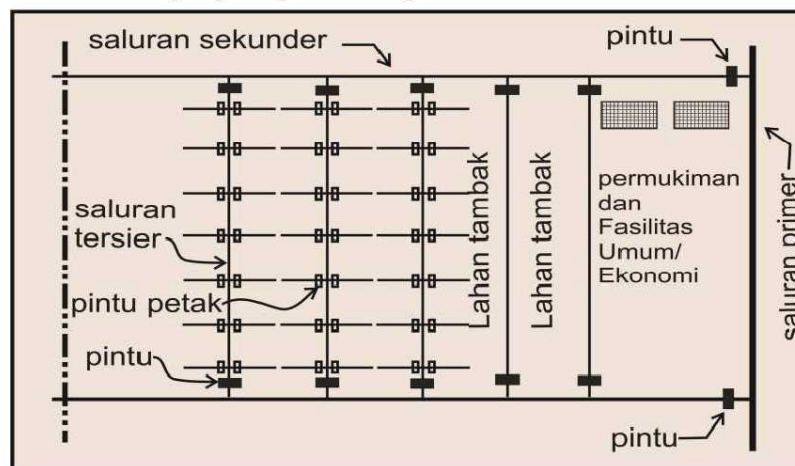 saluran sekunder
pintu
saluran
tersier
pintu petak
pintu
Lahan tambak
Lahan tambak
permukiman
dan
Fasilitas
Umum/
Ekonomi
saluran primer
pintu